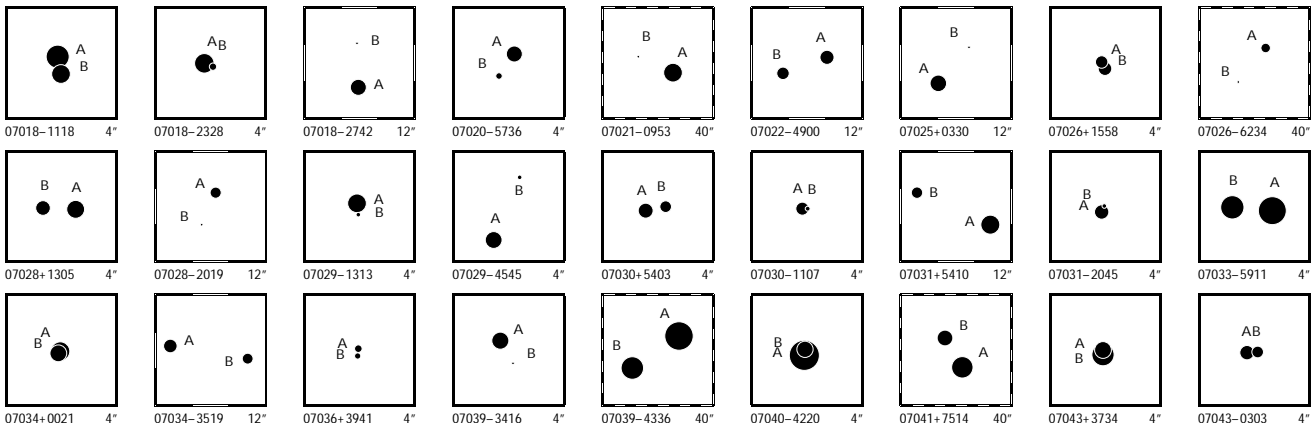 A
B
07018–1118 4″
A B
07018–2328 4″
B
A
07018–2742 12″
A
B
07020–5736 4″
B
A
07021–0953 40″
A
B
07022–4900 12″
B
A
07025+0330 12″
A
B
07026+1558 4″
A
B
07026–6234 40″
B A
07028+1305 4″
A
B
07028–2019 12″
A
B
07029–1313 4″
B
A
07029–4545 4″
A B
07030+5403 4″
A B
07030–1107 4″
B
A
07031+5410 12″
B
A
07031–2045 4″
B A
07033–5911 4″
A
B
07034+0021 4″
A
B
07034–3519 12″
A
B
07036+3941 4″
A
B
07039–3416 4″
A
B
07039–4336 40″
B
A
07040–4220 4″
B
A
07041+7514 40″
A
B
07043+3734 4″
AB
07043–0303 4″